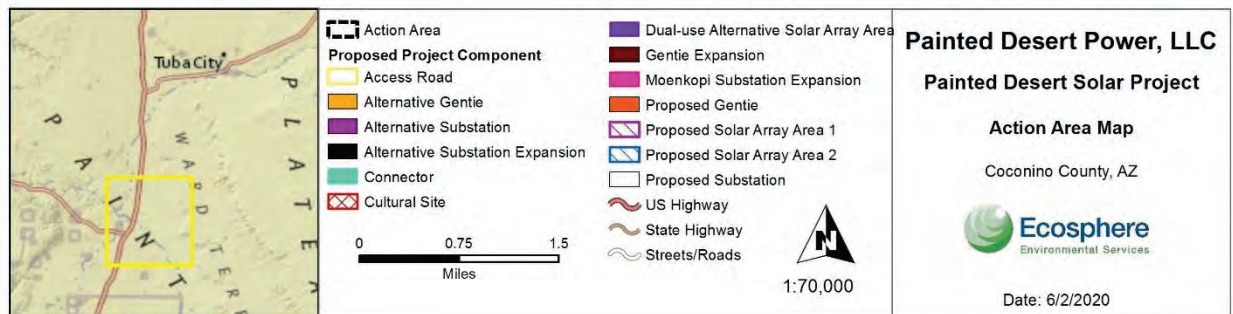 Tuba City
PLATEA
PAINT
WARD TERR
Action Area
Proposed Project Component
Access Road
Alternative Gentie
Alternative Substation
Alternative Substation Expansion
Connector
Cultural Site
0 0.75 1.5
Miles
Dual-use Alternative Solar Array Area
Gentie Expansion
Moenkopi Substation Expansion
Proposed Gentie
Proposed Solar Array Area 1
Proposed Solar Array Area 2
Proposed Substation
US Highway
State Highway
Streets/Roads
N
1:70,000
Painted Desert Power, LLC
Painted Desert Solar Project
Action Area Map
Coconino County, AZ
Ecosphere
Environmental Services
Date: 6/2/2020